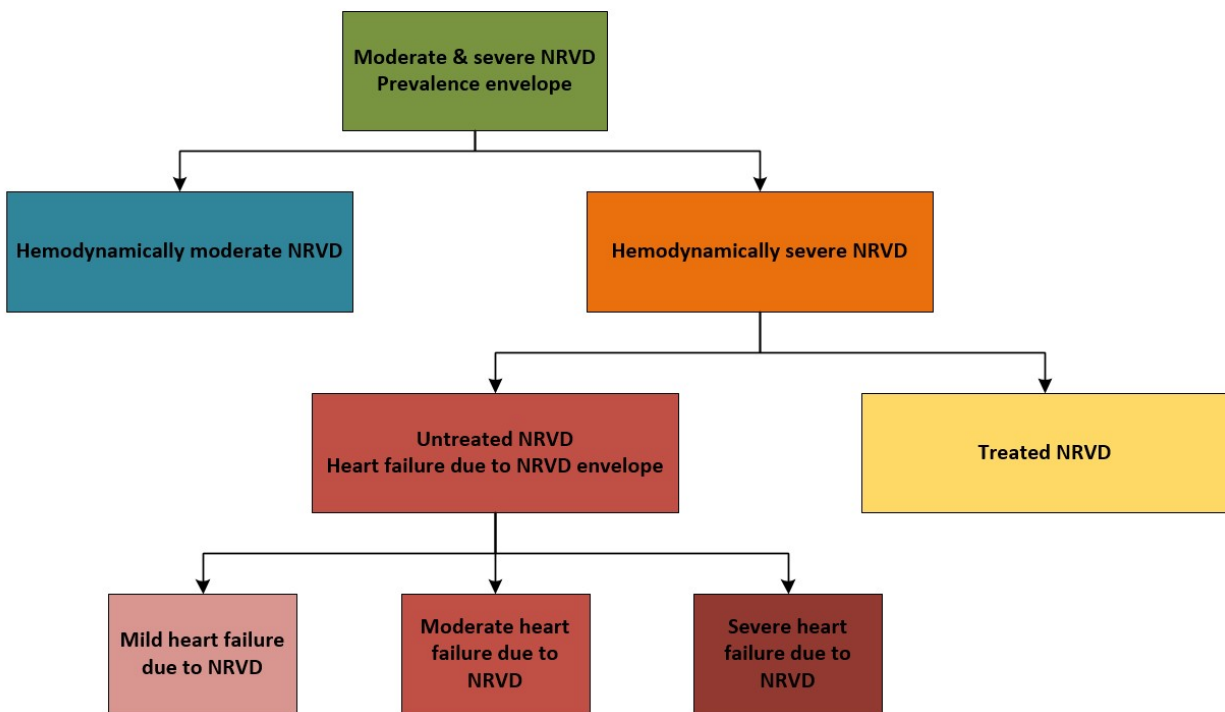 Moderate & severe NRVD
Prevalence envelope
Hemodynamically moderate NRVD
Hemodynamically severe NRVD
Untreated NRVD
Heart failure due to NRVD envelope
Treated NRVD
Mild heart failure
due to NRVD
Moderate heart
failure due to
NRVD
Severe heart
failure due to
NRVD